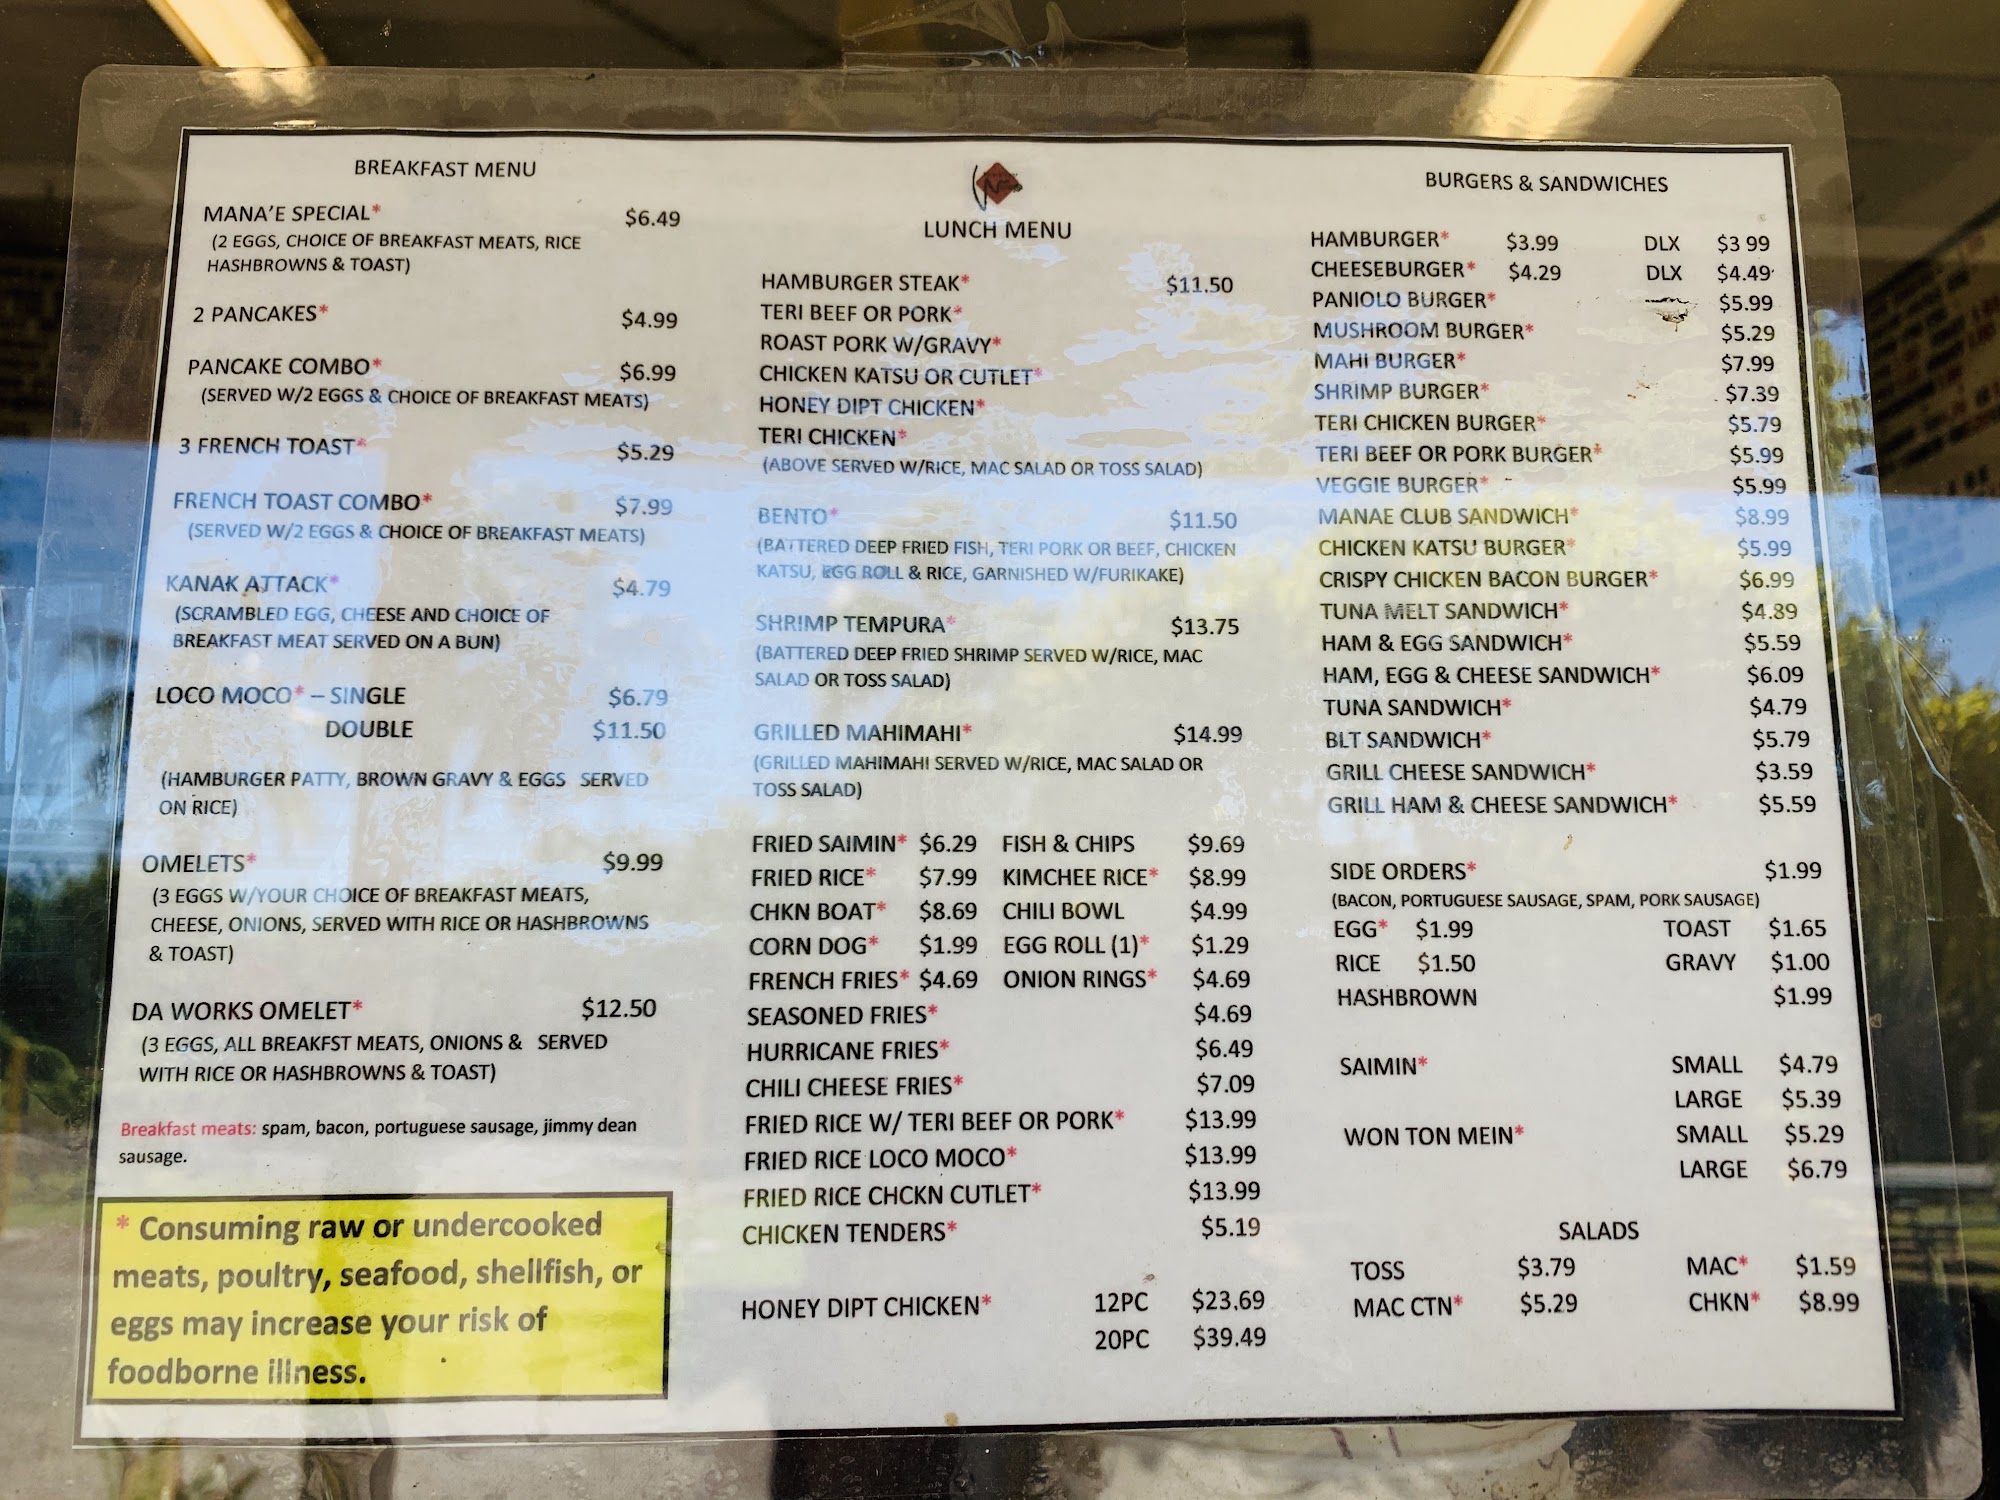 BREAKFAST MENU
MANA'E SPECIAL* $6.49
(2 EGGS, CHOICE OF BREAKFAST MEATS, RICE
HASHBROWNS & TOAST)
2 PANCAKES* $4.99
PANCAKE COMBO* $6.99
(SERVED W/2 EGGS & CHOICE OF BREAKFAST MEATS)
3 FRENCH TOAST* $5.29
FRENCH TOAST COMBO* $7.99
(SERVED W/2 EGGS & CHOICE OF BREAKFAST MEATS)
KANAK ATTACK* $4.79
(SCRAMBLED EGG, CHEESE AND CHOICE OF
BREAKFAST MEAT SERVED ON A BUN)
LOCO MOCO* – SINGLE $6.79
DOUBLE $11.50
(HAMBURGER PATTY, BROWN GRAVY & EGGS SERVED
ON RICE)
OMELETS* $9.99
(3 EGGS W/YOUR CHOICE OF BREAKFAST MEATS,
CHEESE, ONIONS, SERVED WITH RICE OR HASHBROWNS
& TOAST)
DA WORKS OMELET* $12.50
(3 EGGS, ALL BREAKFST MEATS, ONIONS & SERVED
WITH RICE OR HASHBROWNS & TOAST)
Breakfast meats: spam, bacon, portuguese sausage, jimmy dean
sausage.
* Consuming raw or undercooked
meats, poultry, seafood, shellfish, or
eggs may increase your risk of
foodborne illness.
LUNCH MENU
HAMBURGER STEAK* $11.50
TERI BEEF OR PORK*
ROAST PORK W/GRAVY*
CHICKEN KATSU OR CUTLET*
HONEY DIPT CHICKEN*
TERI CHICKEN*
(ABOVE SERVED W/RICE, MAC SALAD OR TOSS SALAD)
BENTO* $11.50
(BATTERED DEEP FRIED FISH, TERI PORK OR BEEF, CHICKEN
KATSU, EGG ROLL & RICE, GARNISHED W/FURIKAKE)
SHRIMP TEMPURA* $13.75
(BATTERED DEEP FRIED SHRIMP SERVED W/RICE, MAC
SALAD OR TOSS SALAD)
GRILLED MAHIMAHI* $14.99
(GRILLED MAHIMAHI SERVED W/RICE, MAC SALAD OR
TOSS SALAD)
FRIED SAIMIN* $6.29 FISH & CHIPS $9.69
FRIED RICE* $7.99 KIMCHEE RICE* $8.99
CHKN BOAT* $8.69 CHILI BOWL $4.99
CORN DOG* $1.99 EGG ROLL (1)* $1.29
FRENCH FRIES* $4.69 ONION RINGS* $4.69
SEASONED FRIES* $4.69
HURRICANE FRIES* $6.49
CHILI CHEESE FRIES* $7.09
FRIED RICE W/ TERI BEEF OR PORK* $13.99
FRIED RICE LOCO MOCO* $13.99
FRIED RICE CHCKN CUTLET* $13.99
CHICKEN TENDERS* $5.19
HONEY DIPT CHICKEN* 12PC $23.69
20PC $39.49
BURGERS & SANDWICHES
HAMBURGER* $3.99 DLX $3 99
CHEESEBURGER* $4.29 DLX $4.49
PANIOLO BURGER* $5.99
MUSHROOM BURGER* $5.29
MAHI BURGER* $7.99
SHRIMP BURGER* $7.39
TERI CHICKEN BURGER* $5.79
TERI BEEF OR PORK BURGER* $5.99
VEGGIE BURGER* $5.99
MANAE CLUB SANDWICH* $8.99
CHICKEN KATSU BURGER* $5.99
CRISPY CHICKEN BACON BURGER* $6.99
TUNA MELT SANDWICH* $4.89
HAM & EGG SANDWICH* $5.59
HAM, EGG & CHEESE SANDWICH* $6.09
TUNA SANDWICH* $4.79
BLT SANDWICH* $5.79
GRILL CHEESE SANDWICH* $3.59
GRILL HAM & CHEESE SANDWICH* $5.59
SIDE ORDERS* $1.99
(BACON, PORTUGUESE SAUSAGE, SPAM, PORK SAUSAGE)
EGG* $1.99 TOAST $1.65
RICE $1.50 GRAVY $1.00
HASHBROWN $1.99
SAIMIN* SMALL $4.79
LARGE $5.39
WON TON MEIN* SMALL $5.29
LARGE $6.79
SALADS
TOSS $3.79 MAC* $1.59
MAC CTN* $5.29 CHKN* $8.99